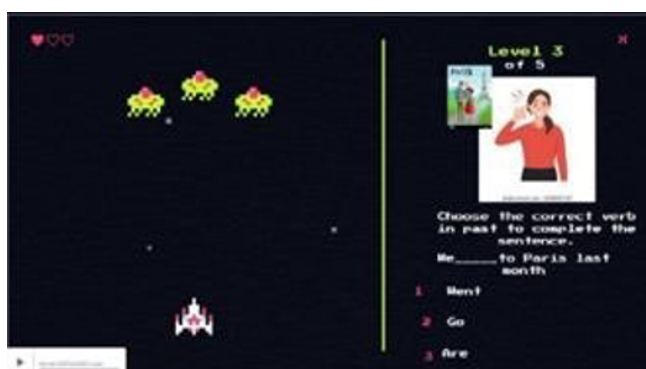 Level 3
of 5
PARIS
Choose the correct verb
in past to complete the
sentence.
We_____to Paris last
month
1 Went
2 Go
3 Are